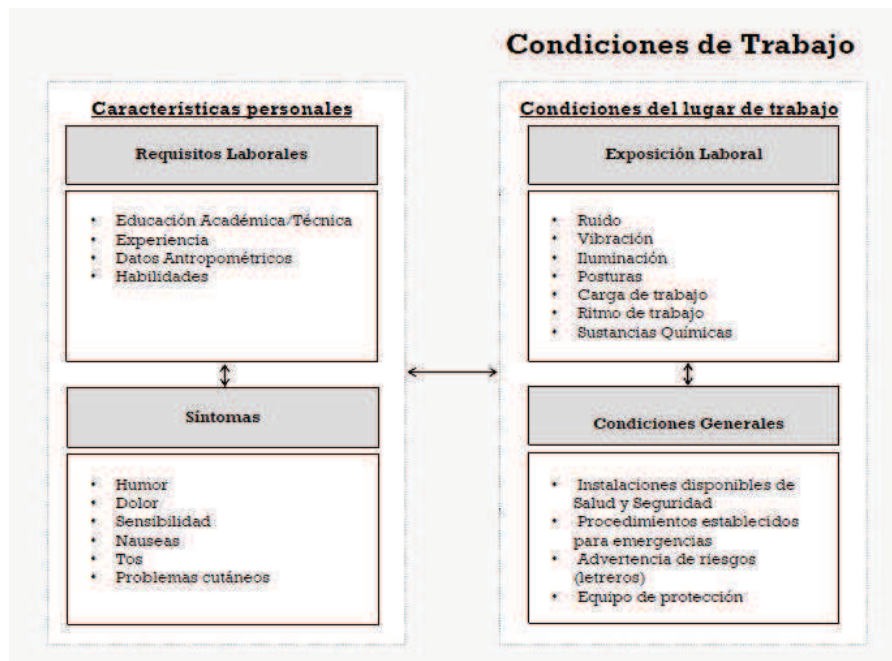 Condiciones de Trabajo
Características personales
Requisitos Laborales
• Educación Académica/Técnica
• Experiencia
• Datos Antropométricos
• Habilidades
Síntomas
• Humor
• Dolor
• Sensibilidad
• Nauseas
• Tos
• Problemas cutáneos
Condiciones del lugar de trabajo
Exposición Laboral
• Ruido
• Vibración
• Iluminación
• Posturas
• Carga de trabajo
• Ritmo de trabajo
• Sustancias Químicas
Condiciones Generales
• Instalaciones disponibles de
Salud y Seguridad
• Procedimientos establecidos
para emergencias
• Advertencia de riesgos
(letreros)
• Equipo de protección